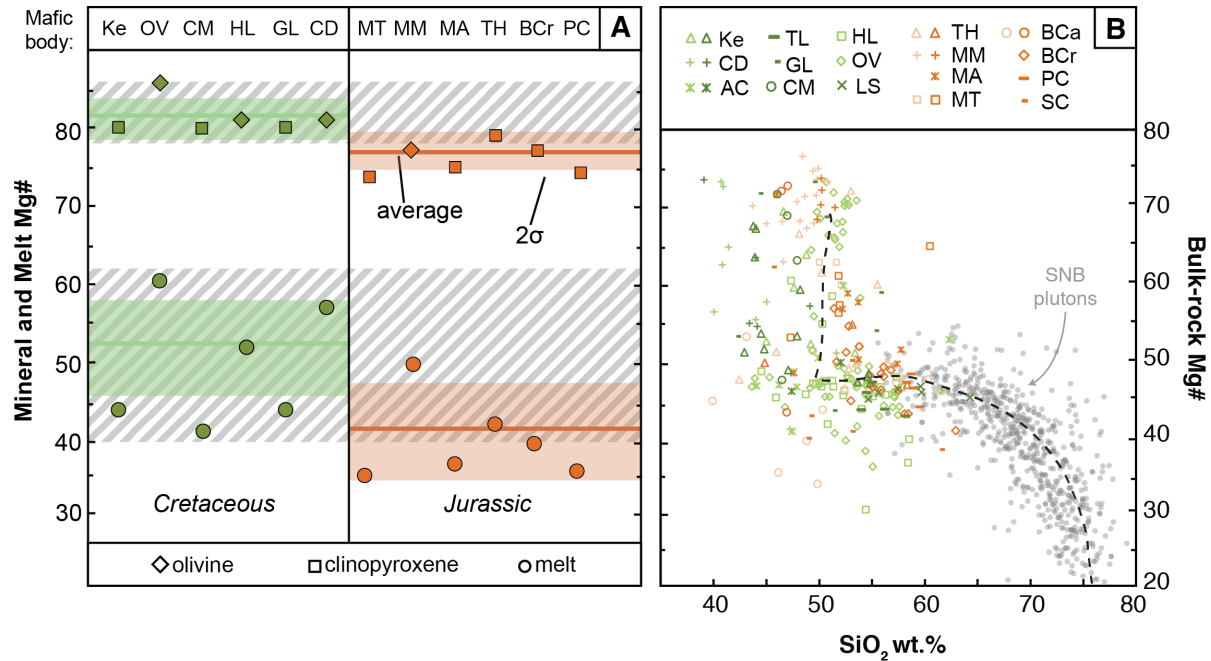 Mafic body: Ke OV CM HL GL CD MT MM MA TH BCr PC A
Mineral and Melt Mg#
80
70
60
50
40
30
average
2σ
Cretaceous Jurassic
olivine clinopyroxene melt
B
Ke TL HL TH BCa
CD GL OV MM BCr
AC CM LS MA PC
MT SC
SNB plutons
80
70
60
50
40
30
20
Bulk-rock Mg#
40 50 60 70 80
SiO₂ wt.%